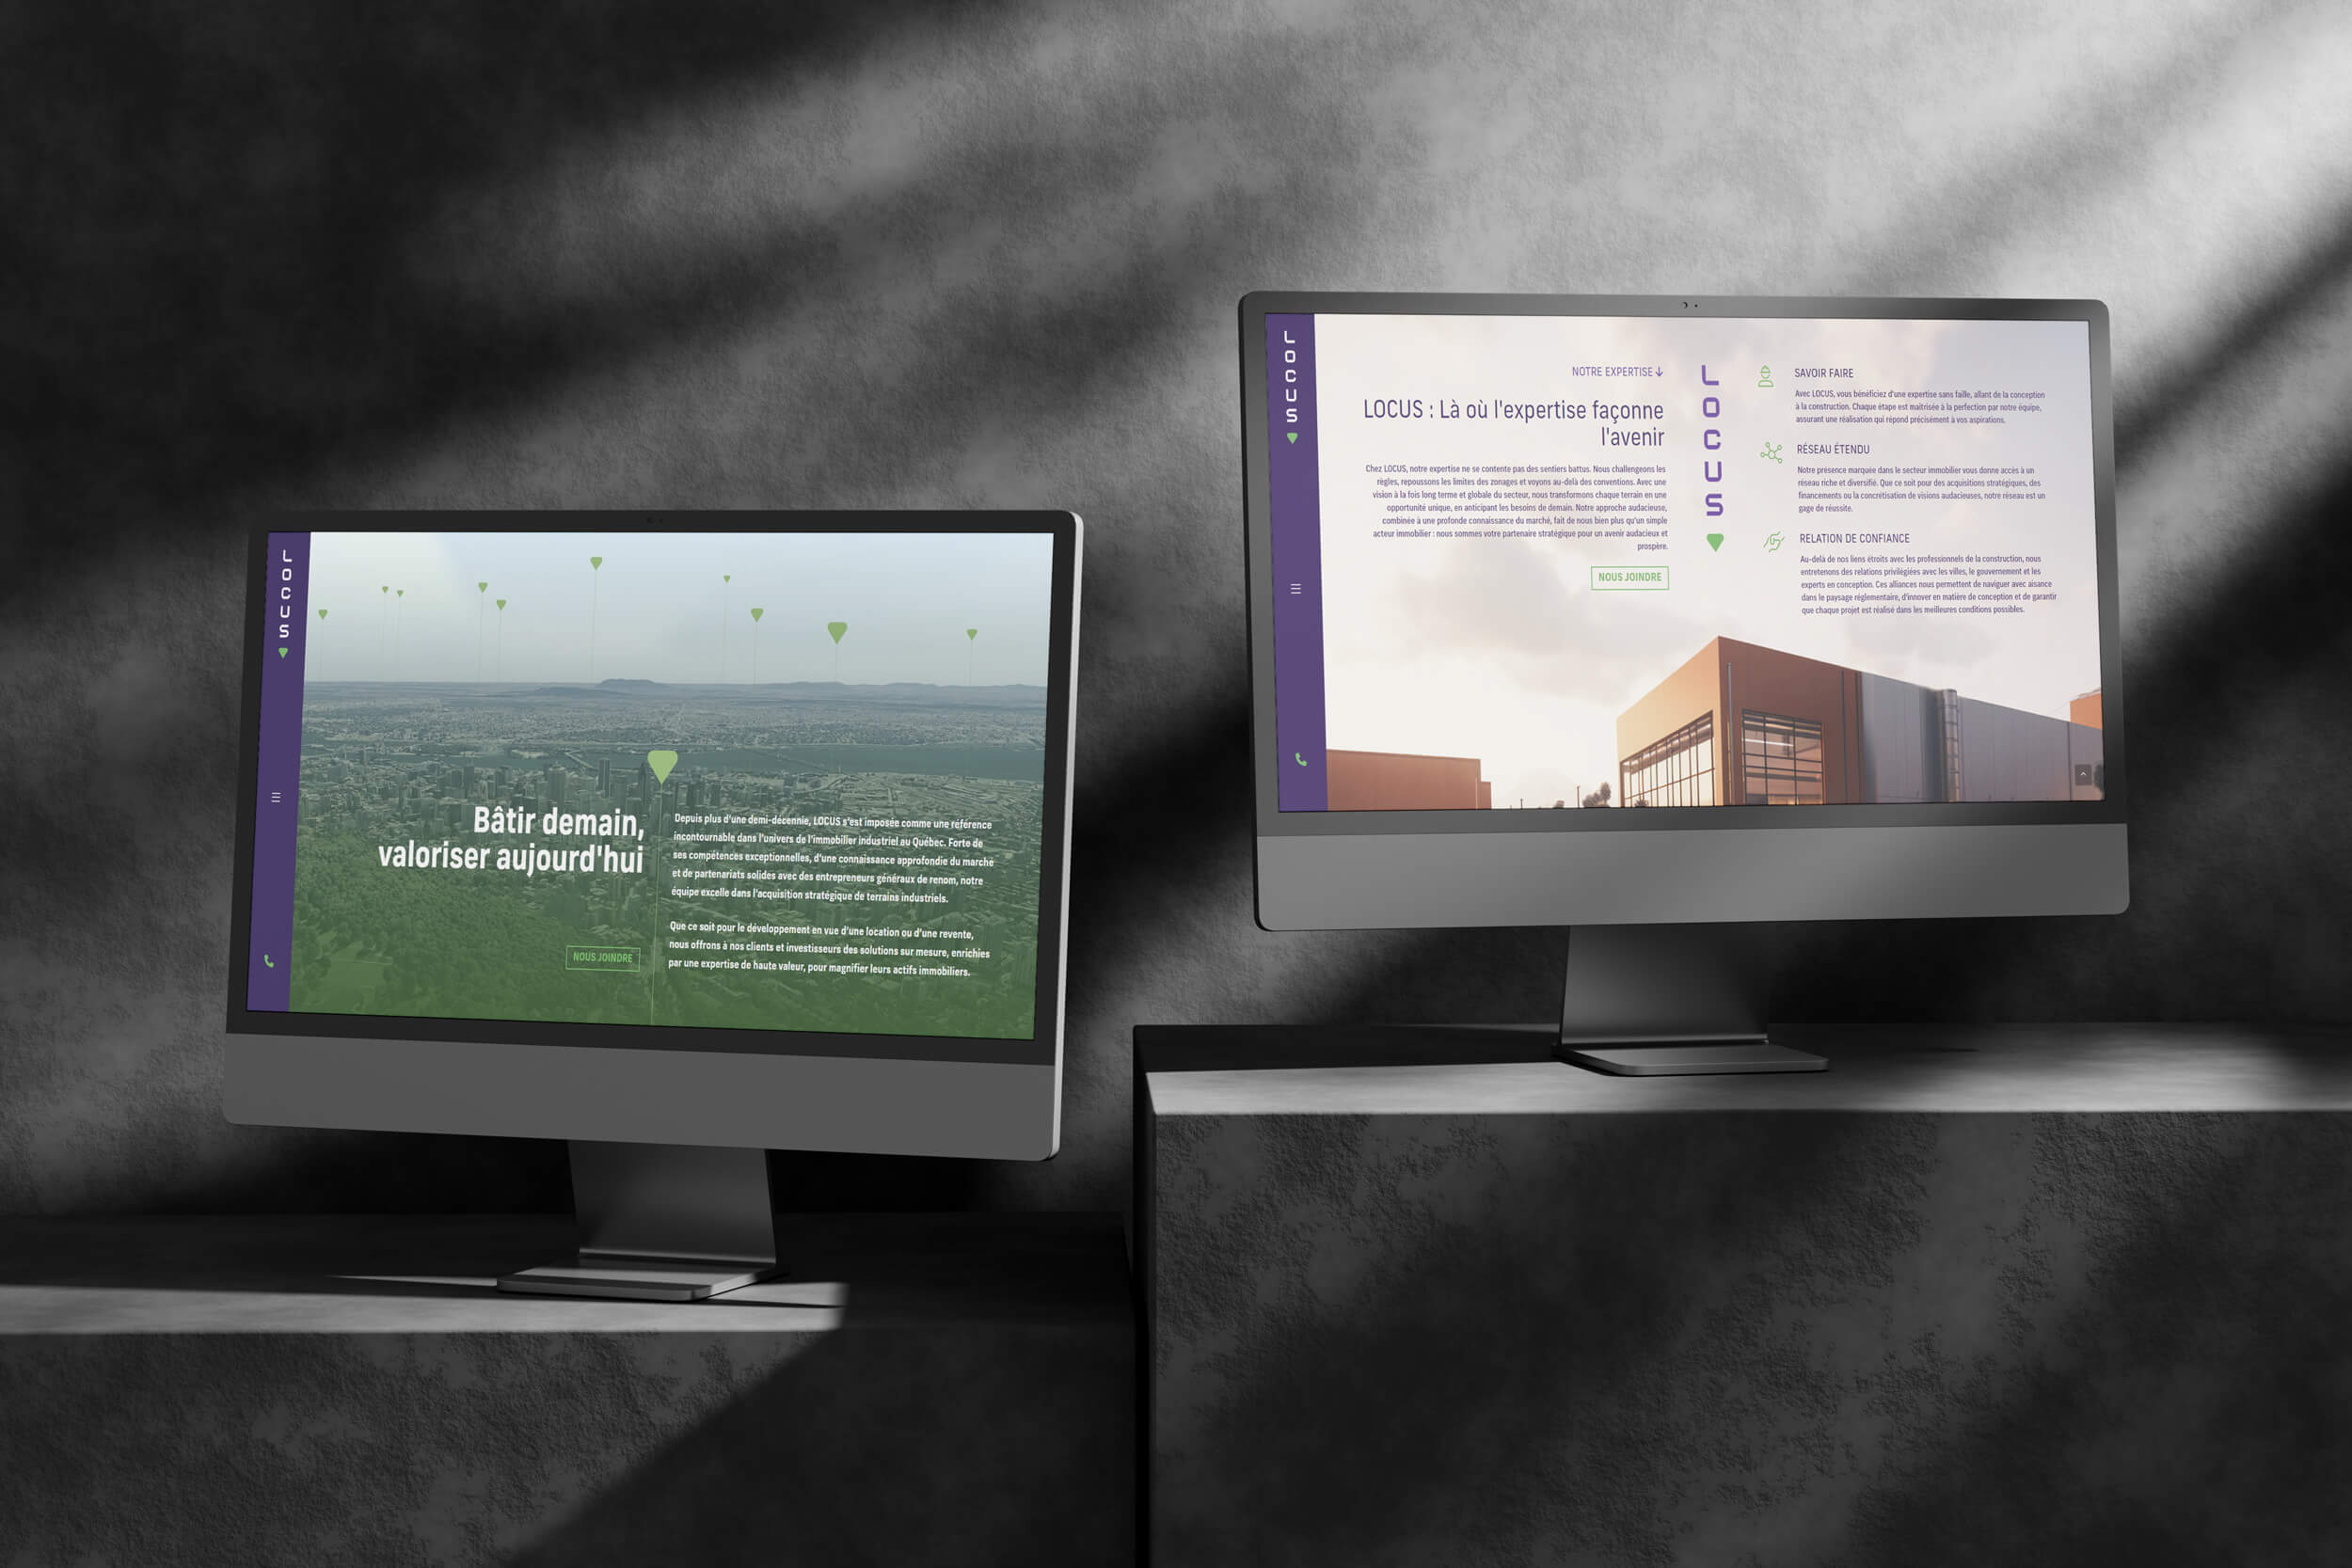 LOCUS
Bâtir demain,
valoriser aujourd'hui
NOUS JOINDRE
Depuis plus d'une demi-décennie, LOCUS s'est imposée comme une référence
incontournable dans l'univers de l'immobilier industriel au Québec. Forte de
ses compétences exceptionnelles, d'une connaissance approfondie du marché
et de partenariats solides avec des entrepreneurs généraux de renom, notre
équipe excelle dans l'acquisition stratégique de terrains industriels.
Que ce soit pour le développement en vue d'une location ou d'une revente,
nous offrons à nos clients et investisseurs des solutions sur mesure, enrichies
par une expertise de haute valeur, pour magnifier leurs actifs immobiliers.
LOCUS
NOTRE EXPERTISE
LOCUS : Là où l'expertise façonne
l'avenir
Chez LOCUS, notre expertise ne se contente pas des sentiers battus. Nous challengeons les
règles, repoussons les limites des zonages et voyons au-delà des conventions. Avec une
vision à la fois long terme et globale du secteur, nous transformons chaque terrain en une
opportunité unique, en anticipant les besoins de demain. Notre approche audacieuse,
combinée à une profonde connaissance du marché, fait de nous bien plus qu'un simple
acteur immobilier : nous sommes votre partenaire stratégique pour un avenir audacieux et
prospère.
NOUS JOINDRE
LOCUS
SAVOIR FAIRE
Avec LOCUS, vous bénéficiez d'une expertise sans faille, allant de la conception
à la construction. Chaque étape est maitrisée à la perfection par notre équipe,
assurant une réalisation qui répond précisément à vos aspirations.
RÉSEAU ÉTENDU
Notre présence marquée dans le secteur immobilier vous donne accès à un
réseau riche et diversifié. Que ce soit pour des acquisitions stratégiques, des
financements ou la concrétisation de visions audacieuses, notre réseau est un
gage de réussite.
RELATION DE CONFIANCE
Au-delà de nos liens étroits avec les professionnels de la construction, nous
entretenons des relations privilégiées avec les villes, le gouvernement et les
experts en conception. Ces alliances nous permettent de naviguer avec aisance
dans le paysage réglementaire, d'innover en matière de conception et de garantir
que chaque projet est réalisé dans les meilleures conditions possibles.